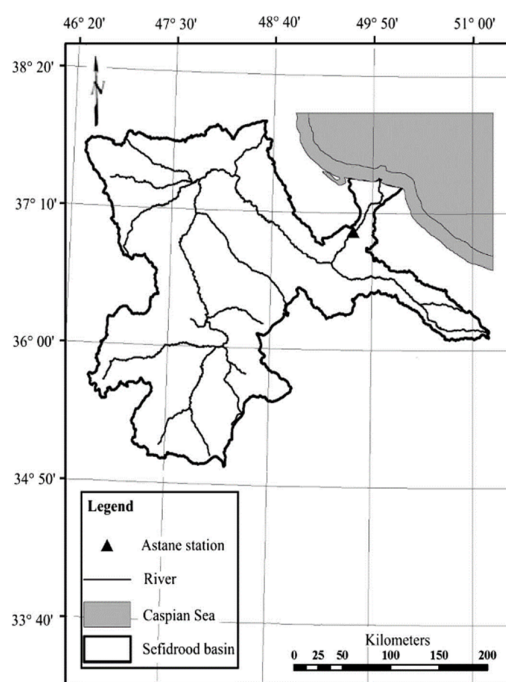 46° 20' 47° 30' 48° 40' 49° 50' 51° 00'
38° 20'
N
37° 10'
36° 00'
34° 50'
33° 40'
Legend
Astane station
River
Caspian Sea
Sefidrood basin
Kilometers
0 25 50 100 150 200